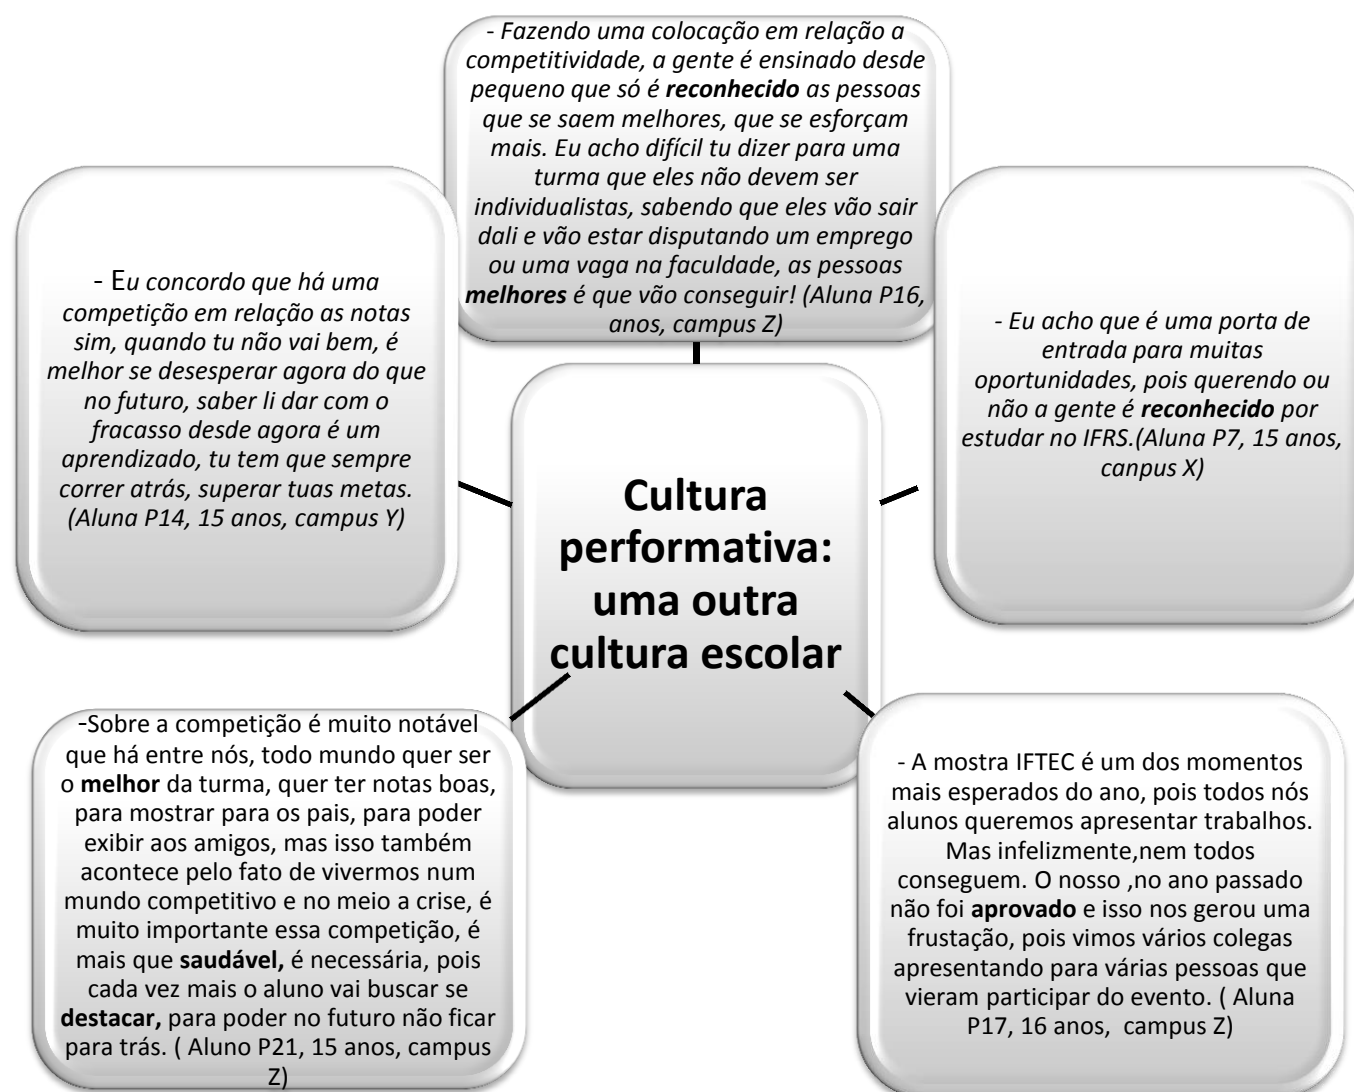 - Fazendo uma colocação em relação a
competitividade, a gente é ensinado desde
pequeno que só é reconhecido as pessoas
que se saem melhores, que se esforçam
mais. Eu acho difícil tu dizer para uma
turma que eles não devem ser
individualistas, sabendo que eles vão sair
dali e vão estar disputando um emprego
ou uma vaga na faculdade, as pessoas
melhores é que vão conseguir! (Aluna P16,
anos, campus Z)
- Eu concordo que há uma
competição em relação as notas
sim, quando tu não vai bem, é
melhor se desesperar agora do que
no futuro, saber li dar com o
fracasso desde agora é um
aprendizado, tu tem que sempre
correr atrás, superar tuas metas.
(Aluna P14, 15 anos, campus Y)
- Eu acho que é uma porta de
entrada para muitas
oportunidades, pois querendo ou
não a gente é reconhecido por
estudar no IFRS.(Aluna P7, 15 anos,
canpus X)
Cultura
performativa:
uma outra
cultura escolar
-Sobre a competição é muito notável
que há entre nós, todo mundo quer ser
o melhor da turma, quer ter notas boas,
para mostrar para os pais, para poder
exibir aos amigos, mas isso também
acontece pelo fato de vivermos num
mundo competitivo e no meio a crise, é
muito importante essa competição, é
mais que saudável, é necessária, pois
cada vez mais o aluno vai buscar se
destacar, para poder no futuro não ficar
para trás. ( Aluno P21, 15 anos, campus
Z)
- A mostra IFTEC é um dos momentos
mais esperados do ano, pois todos nós
alunos queremos apresentar trabalhos.
Mas infelizmente,nem todos
conseguem. O nosso ,no ano passado
não foi aprovado e isso nos gerou uma
frustação, pois vimos vários colegas
apresentando para várias pessoas que
vieram participar do evento. ( Aluna
P17, 16 anos, campus Z)